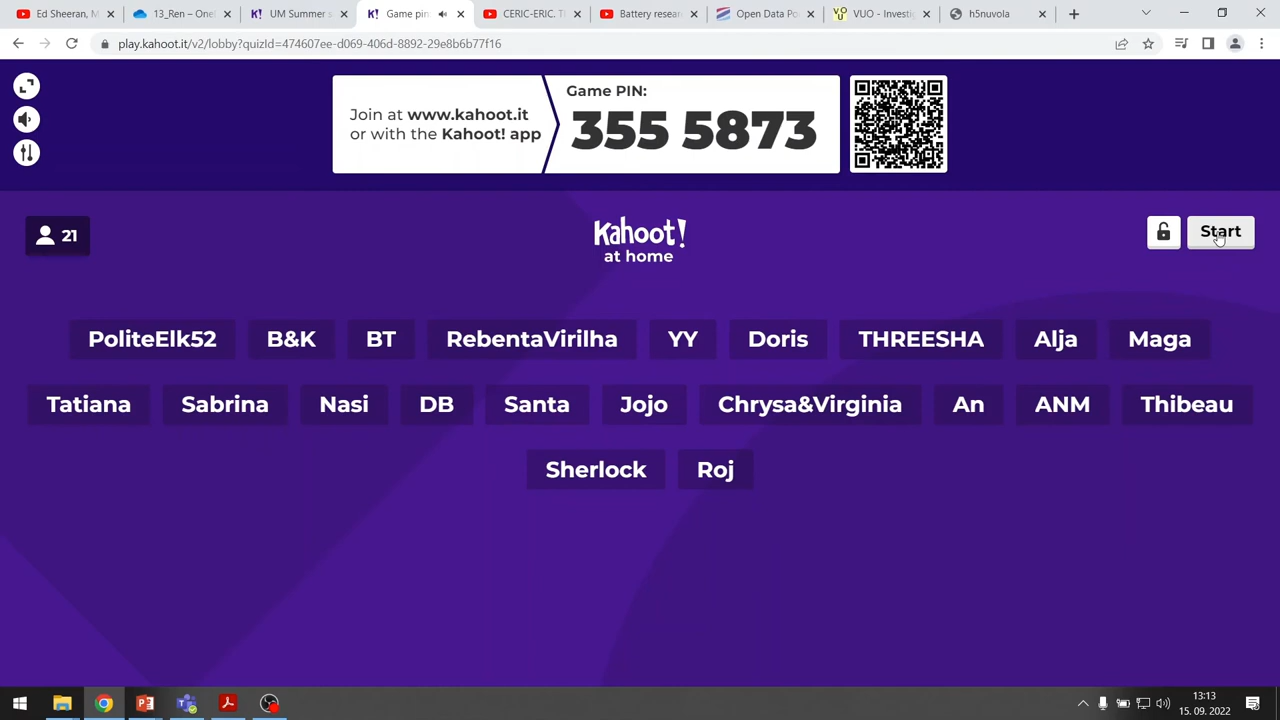 Ed Sheeran, M
13_Ren – One
UM Summer s
Game pin
CERIC-ERIC. T
Battery resear
Open Data Po
VUO - Investig
h5nuvola
play.kahoot.it/v2/lobby?quizId=474607ee-d069-406d-8892-29e8b6b77f16
Join at www.kahoot.it
or with the Kahoot! app
Game PIN:
355 5873
21
Kahoot!
at home
Start
PoliteElk52 B&K BT RebentaVirilha YY Doris THREESHA Alja Maga
Tatiana Sabrina Nasi DB Santa Jojo Chrysa&Virginia An ANM Thibeau
Sherlock Roj
13:13
15. 09. 2022